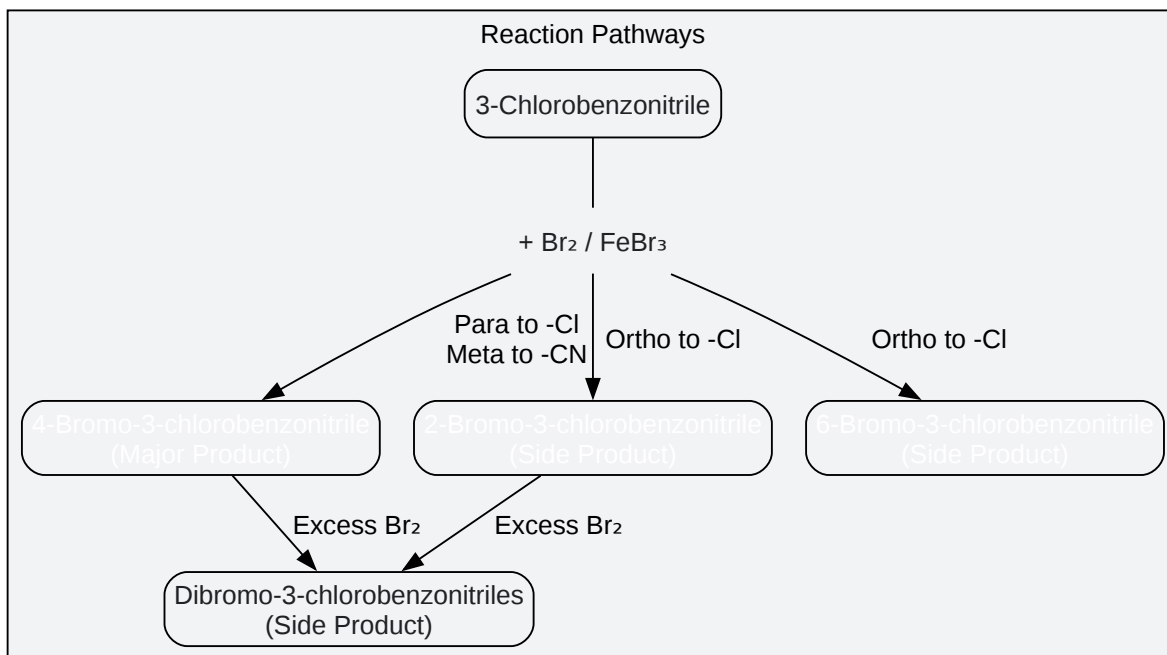 Reaction Pathways
3-Chlorobenzonitrile
+ Br₂ / FeBr₃
Para to -Cl
Meta to -CN
Ortho to -Cl
Ortho to -Cl
4-Bromo-3-chlorobenzonitrile
(Major Product)
2-Bromo-3-chlorobenzonitrile
(Side Product)
6-Bromo-3-chlorobenzonitrile
(Side Product)
Excess Br₂
Excess Br₂
Dibromo-3-chlorobenzonitriles
(Side Product)